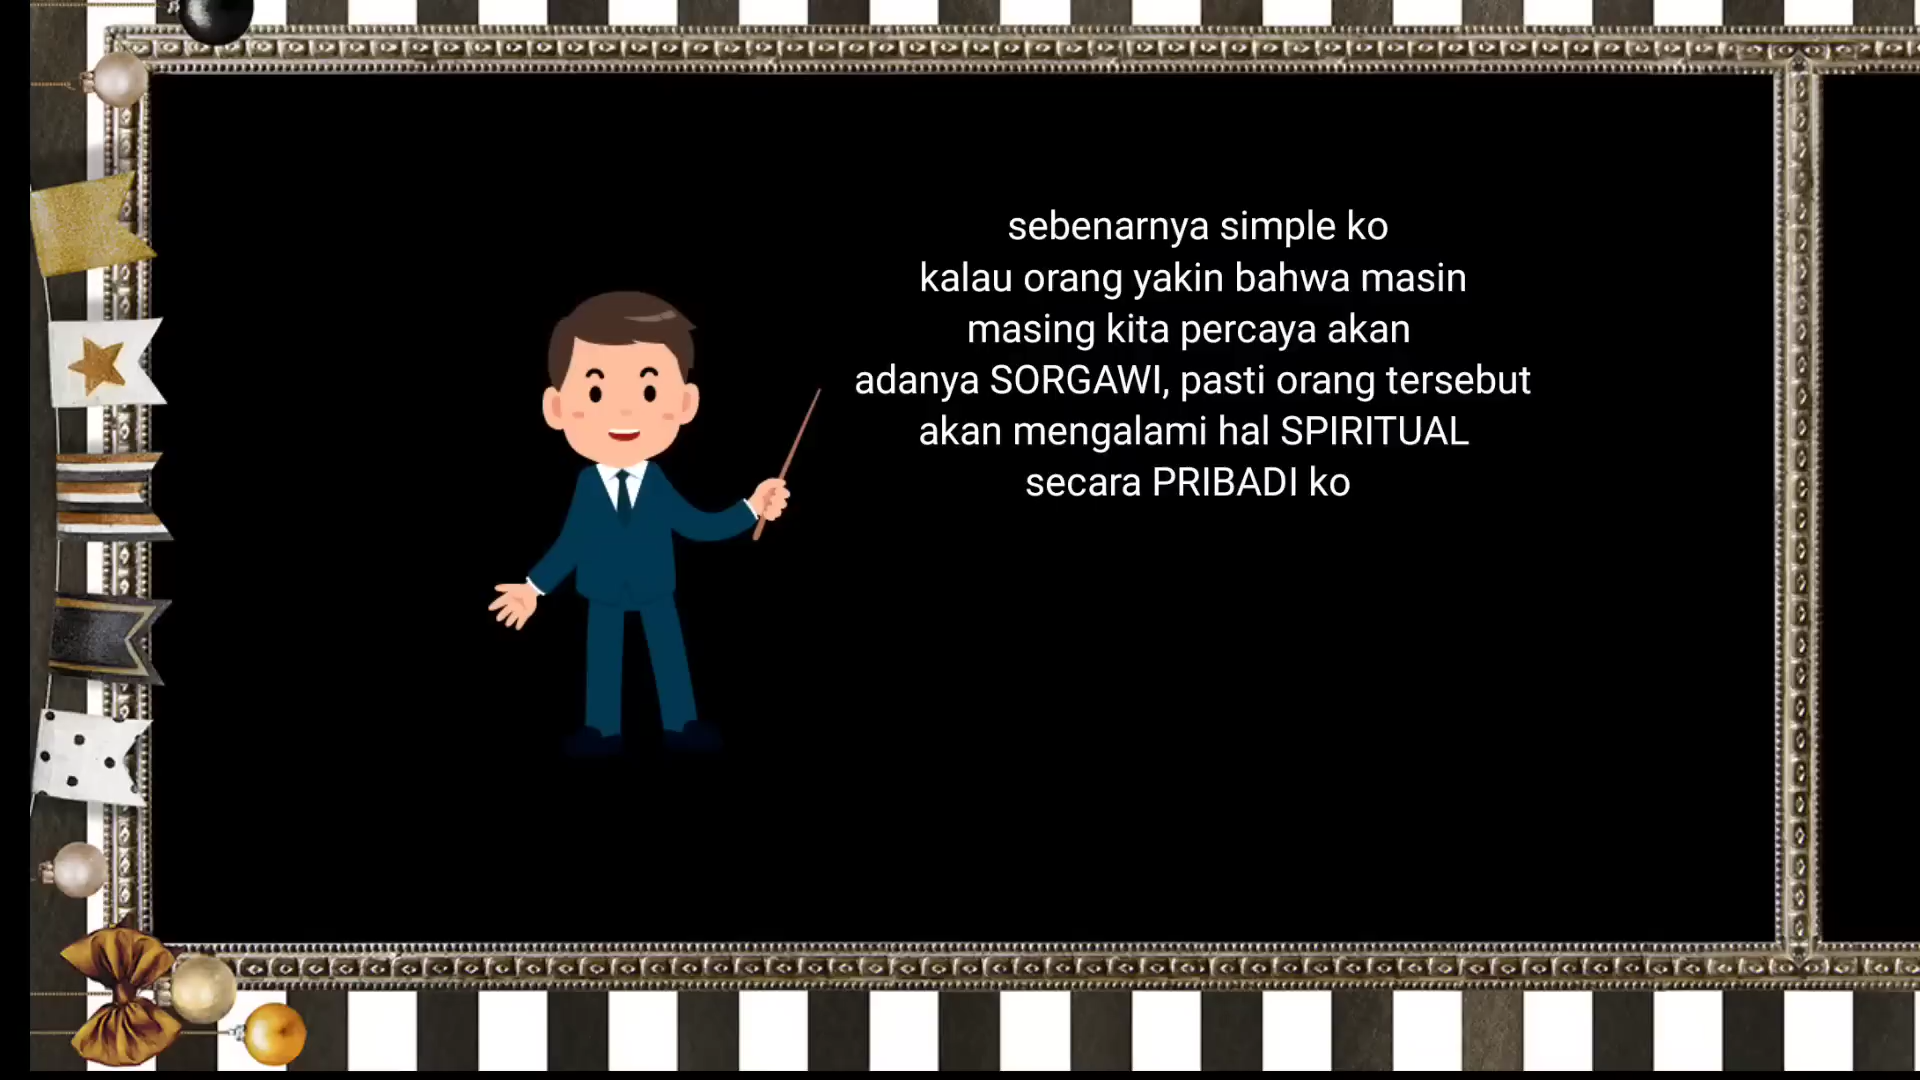 sebenarnya simple ko
kalau orang yakin bahwa masin
masing kita percaya akan
adanya SORGAWI, pasti orang tersebut
akan mengalami hal SPIRITUAL
secara PRIBADI ko